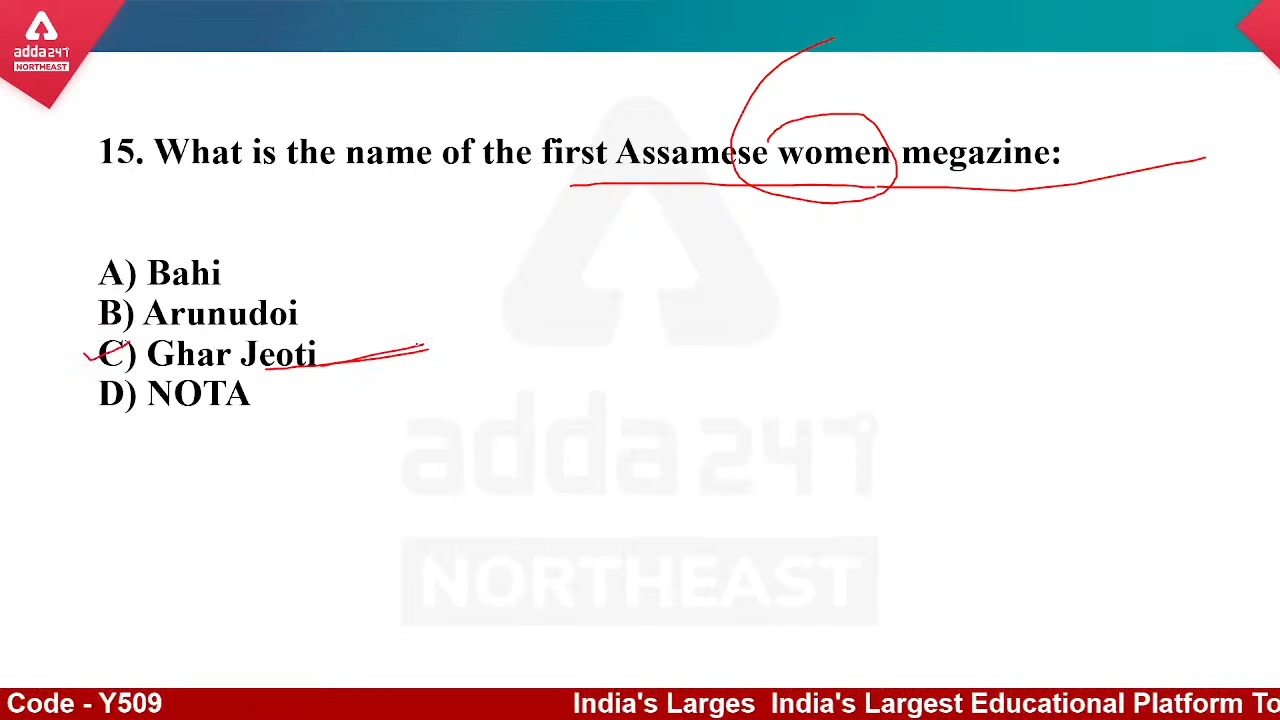 adda247
NORTHEAST
15. What is the name of the first Assamese women megazine:
A) Bahi
B) Arunudoi
C) Ghar Jeoti
D) NOTA
adda247
NORTHEAST
Code - Y509
India's Larges India's Largest Educational Platform To